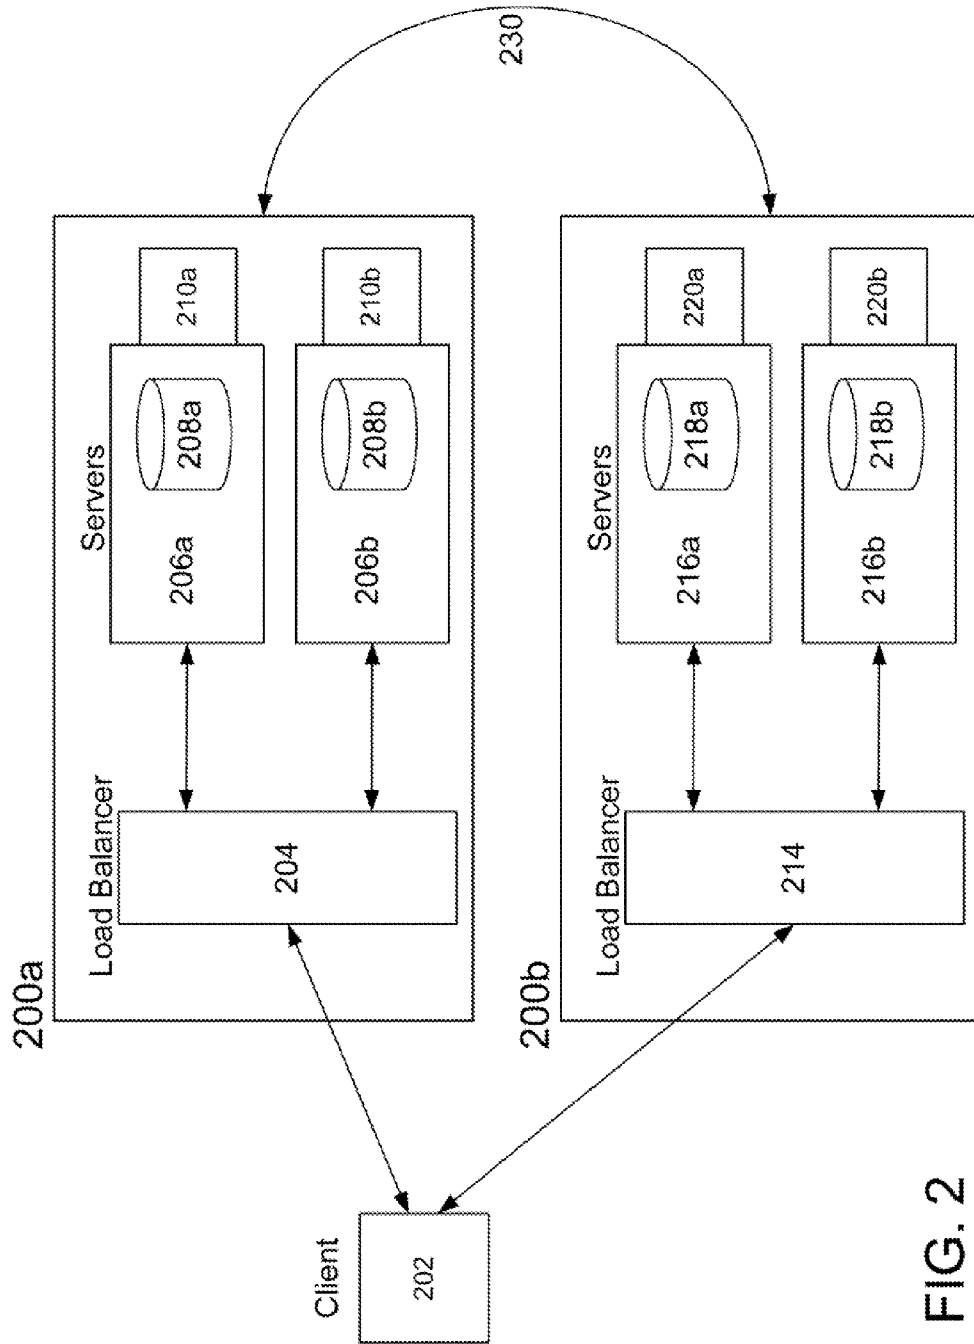 200a
Load Balancer
Servers
204
206a
208a
210a
206b
208b
210b
230
Client
202
200b
Load Balancer
Servers
214
216a
218a
220a
216b
218b
220b
FIG. 2